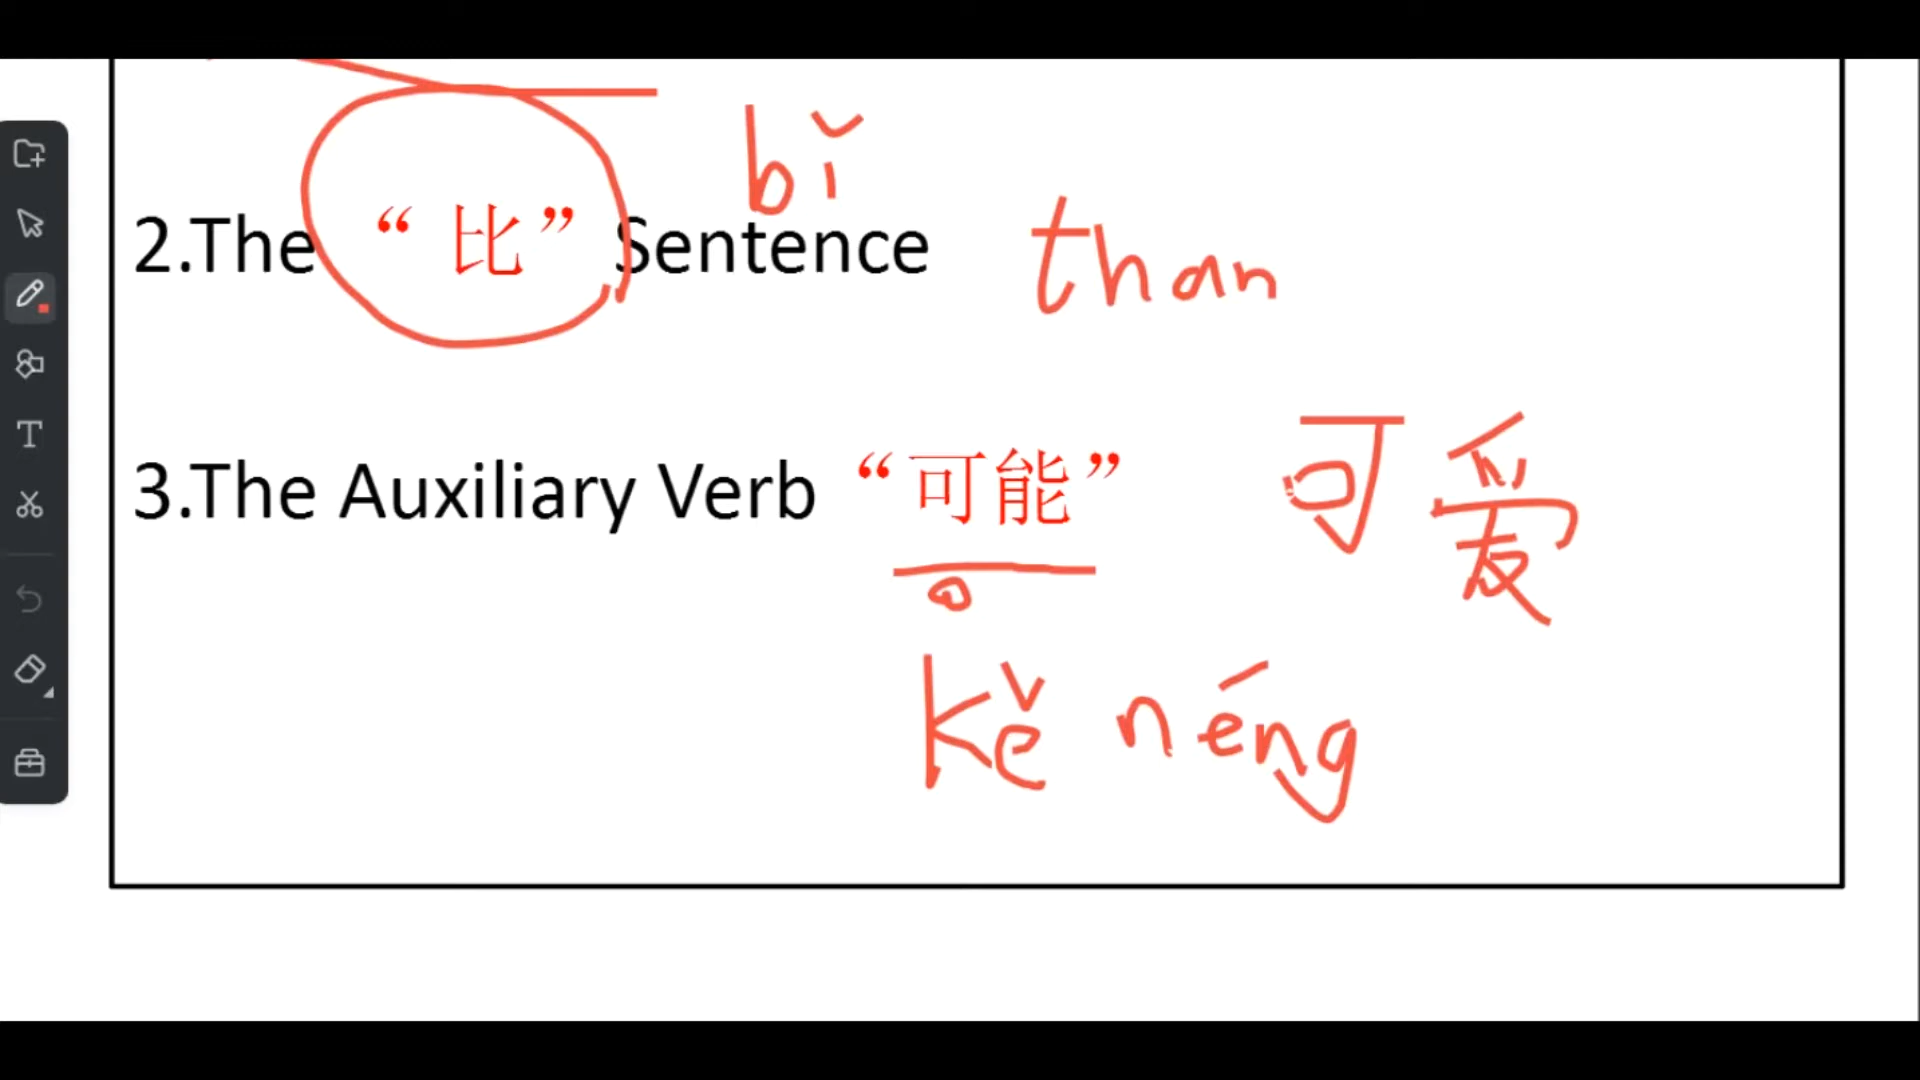 bǐ
2.The “比” Sentence than
3.The Auxiliary Verb “可能” 可爱
kě néng